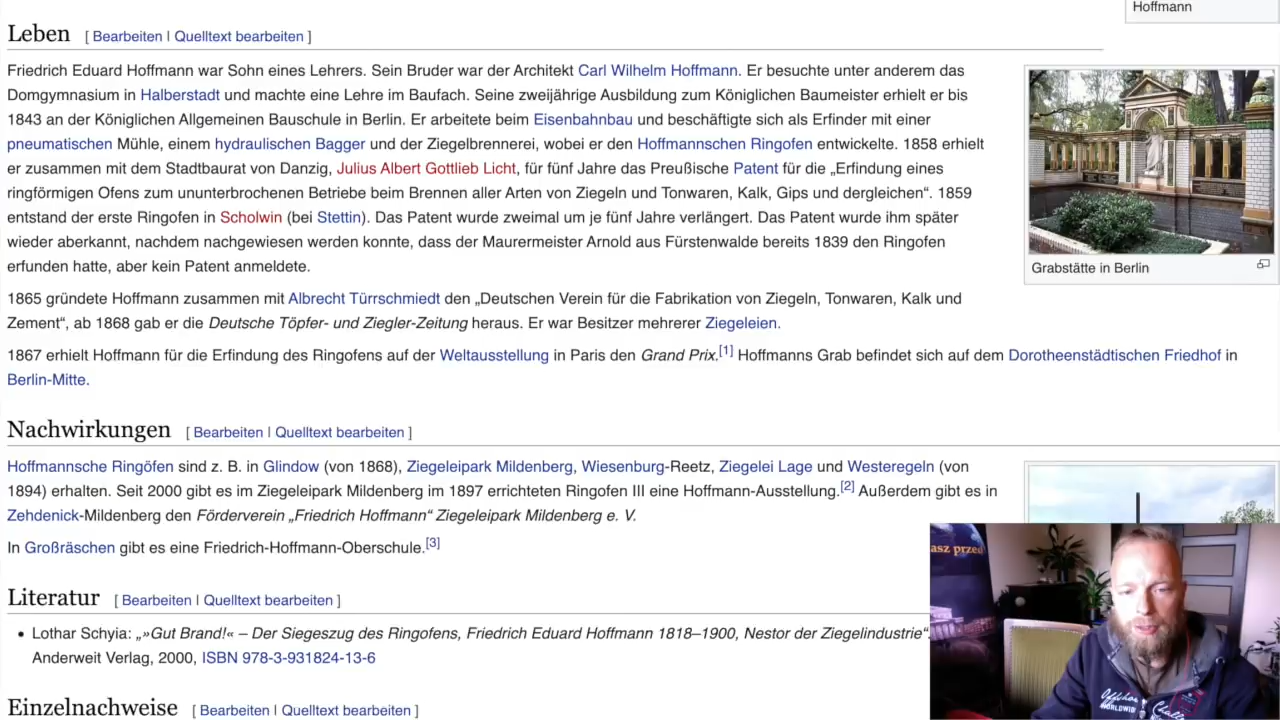 Hoffmann
Leben [ Bearbeiten | Quelltext bearbeiten ]
Friedrich Eduard Hoffmann war Sohn eines Lehrers. Sein Bruder war der Architekt Carl Wilhelm Hoffmann. Er besuchte unter anderem das
Domgymnasium in Halberstadt und machte eine Lehre im Baufach. Seine zweijährige Ausbildung zum Königlichen Baumeister erhielt er bis
1843 an der Königlichen Allgemeinen Bauschule in Berlin. Er arbeitete beim Eisenbahnbau und beschäftigte sich als Erfinder mit einer
pneumatischen Mühle, einem hydraulischen Bagger und der Ziegelbrennerei, wobei er den Hoffmannschen Ringofen entwickelte. 1858 erhielt
er zusammen mit dem Stadtbaurat von Danzig, Julius Albert Gottlieb Licht, für fünf Jahre das Preußische Patent für die „Erfindung eines
ringförmigen Ofens zum ununterbrochenen Betriebe beim Brennen aller Arten von Ziegeln und Tonwaren, Kalk, Gips und dergleichen“. 1859
entstand der erste Ringofen in Scholwin (bei Stettin). Das Patent wurde zweimal um je fünf Jahre verlängert. Das Patent wurde ihm später
wieder aberkannt, nachdem nachgewiesen werden konnte, dass der Maurermeister Arnold aus Fürstenwalde bereits 1839 den Ringofen
erfunden hatte, aber kein Patent anmeldete.
Grabstätte in Berlin
1865 gründete Hoffmann zusammen mit Albrecht Türrschmiedt den „Deutschen Verein für die Fabrikation von Ziegeln, Tonwaren, Kalk und
Zement“, ab 1868 gab er die Deutsche Töpfer- und Ziegler-Zeitung heraus. Er war Besitzer mehrerer Ziegeleien.
1867 erhielt Hoffmann für die Erfindung des Ringofens auf der Weltausstellung in Paris den Grand Prix.[1] Hoffmanns Grab befindet sich auf dem Dorotheenstädtischen Friedhof in
Berlin-Mitte.
Nachwirkungen [ Bearbeiten | Quelltext bearbeiten ]
Hoffmannsche Ringöfen sind z. B. in Glindow (von 1868), Ziegeleipark Mildenberg, Wiesenburg-Reetz, Ziegelei Lage und Westeregeln (von
1894) erhalten. Seit 2000 gibt es im Ziegeleipark Mildenberg im 1897 errichteten Ringofen III eine Hoffmann-Ausstellung.[2] Außerdem gibt es in
Zehdenick-Mildenberg den Förderverein „Friedrich Hoffmann“ Ziegeleipark Mildenberg e. V.
In Großräschen gibt es eine Friedrich-Hoffmann-Oberschule.[3]
Literatur [ Bearbeiten | Quelltext bearbeiten ]
• Lothar Schyia: „»Gut Brand!« – Der Siegeszug des Ringofens, Friedrich Eduard Hoffmann 1818–1900, Nestor der Ziegelindustrie“.
Anderweit Verlag, 2000, ISBN 978-3-931824-13-6
Einzelnachweise [ Bearbeiten | Quelltext bearbeiten ]
asz przed
Offshore
WORLDWID